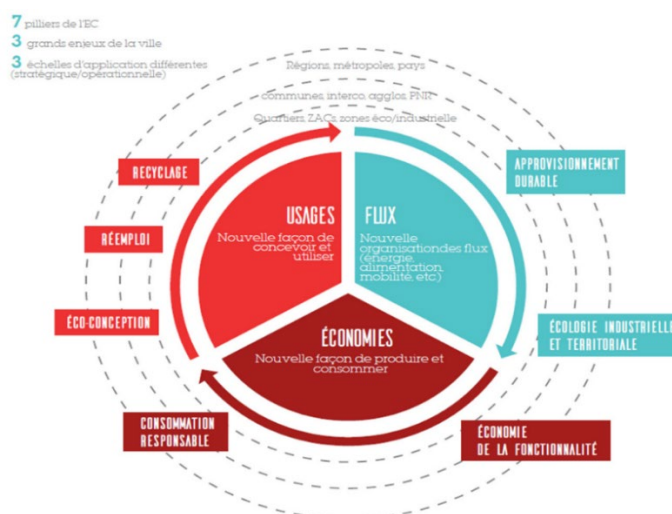 7 pilliers de l'EC
3 grands enjeux de la ville
3 échelles d'application différentes
(stratégique/opérationnelle)
Régions, métropoles, pays
communes, interco, agglos, PNR
Quartiers, ZACs, zones éco/industrielle
RECYCLAGE
APPROVISIONNEMENT
DURABLE
USAGES
Nouvelle façon de
concevoir et
utiliser
FLUX
Nouvelle
organisationdes flux
(énergie,
alimentation,
mobilité, etc.)
RÉEMPLOI
ÉCO-CONCEPTION
ÉCOLOGIE INDUSTRIELLE
ET TERRITORIALE
ÉCONOMIES
Nouvelle façon de produire et
consommer
CONSOMMATION
RESPONSABLE
ÉCONOMIE
DE LA FONCTIONNALITÉ